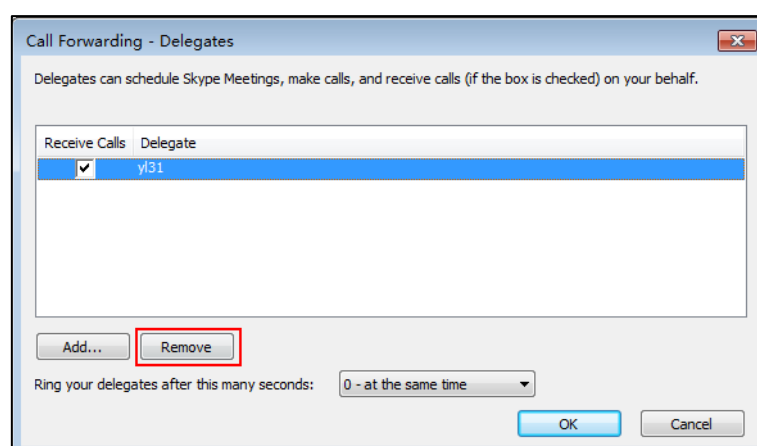 Call Forwarding - Delegates
Delegates can schedule Skype Meetings, make calls, and receive calls (if the box is checked) on your behalf.
Receive Calls Delegate
yl31
Add... Remove
Ring your delegates after this many seconds: 0 - at the same time
OK Cancel